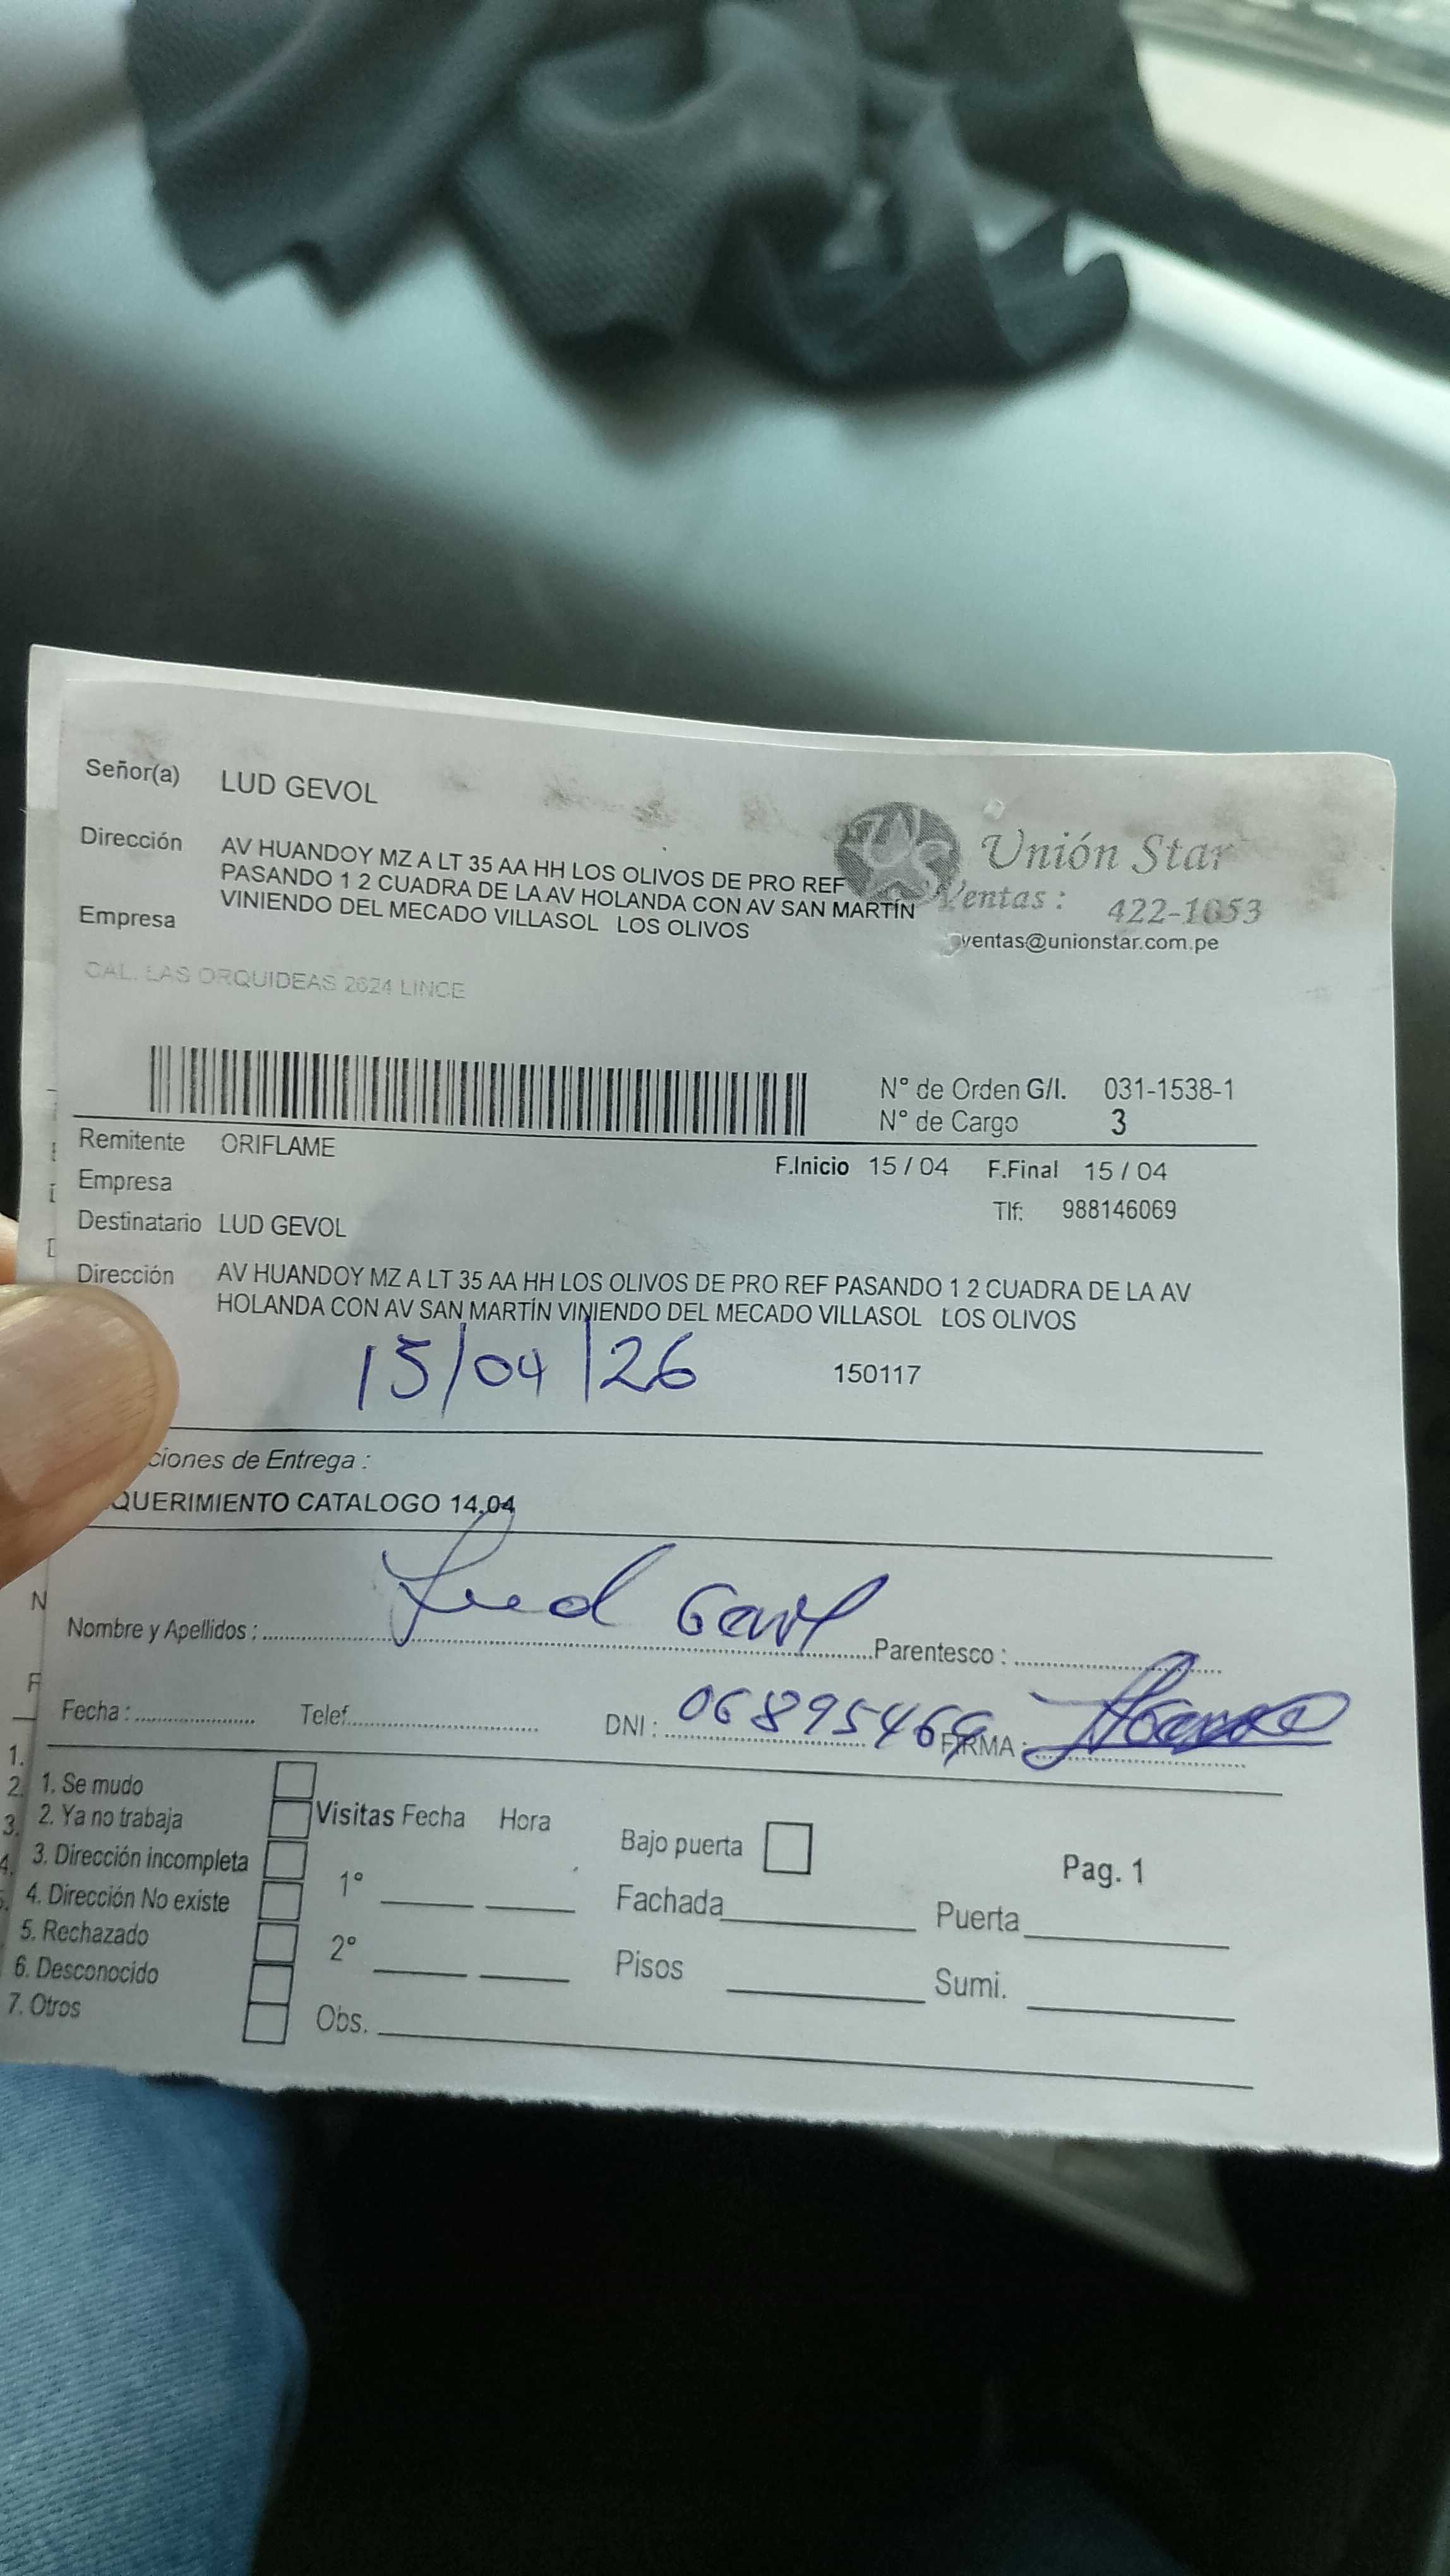 Señor(a) LUD GEVOL
Dirección AV HUANDOY MZ A LT 35 AA HH LOS OLIVOS DE PRO REF
PASANDO 1 2 CUADRA DE LA AV HOLANDA CON AV SAN MARTÍN
VINIENDO DEL MECADO VILLASOL LOS OLIVOS
Empresa
Unión Star
Ventas : 422-1053
ventas@unionstar.com.pe
CAL. LAS ORQUIDEAS 2624 LINCE
N° de Orden G/I. 031-1538-1
N° de Cargo 3
Remitente ORIFLAME
F.Inicio 15 / 04 F.Final 15 / 04
Empresa
Tlf: 988146069
Destinatario LUD GEVOL
Dirección AV HUANDOY MZ A LT 35 AA HH LOS OLIVOS DE PRO REF PASANDO 1 2 CUADRA DE LA AV
HOLANDA CON AV SAN MARTÍN VINIENDO DEL MECADO VILLASOL LOS OLIVOS
15/04/26 150117
ciones de Entrega :
QUERIMIENTO CATALOGO 14.04
Nombre y Apellidos : Lud Gevol Parentesco :
Fecha : Telef. DNI : 06895469 FIRMA :
1. Se mudo
2. Ya no trabaja
3. Dirección incompleta
4. Dirección No existe
5. Rechazado
6. Desconocido
7. Otros
Visitas Fecha Hora
1°
2°
Obs.
Bajo puerta
Pag. 1
Fachada Puerta
Pisos Sumi.